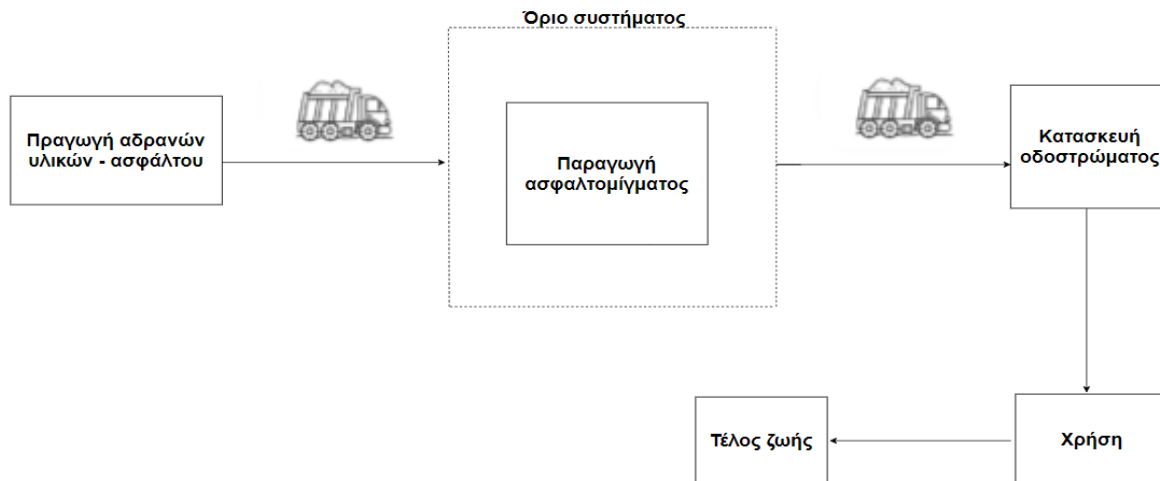 Όριο συστήματος
Πραγωγή αδρανών
υλικών - ασφάλτου
Παραγωγή
ασφαλτομίγματος
Κατασκευή
οδοστρώματος
Τέλος ζωής
Χρήση